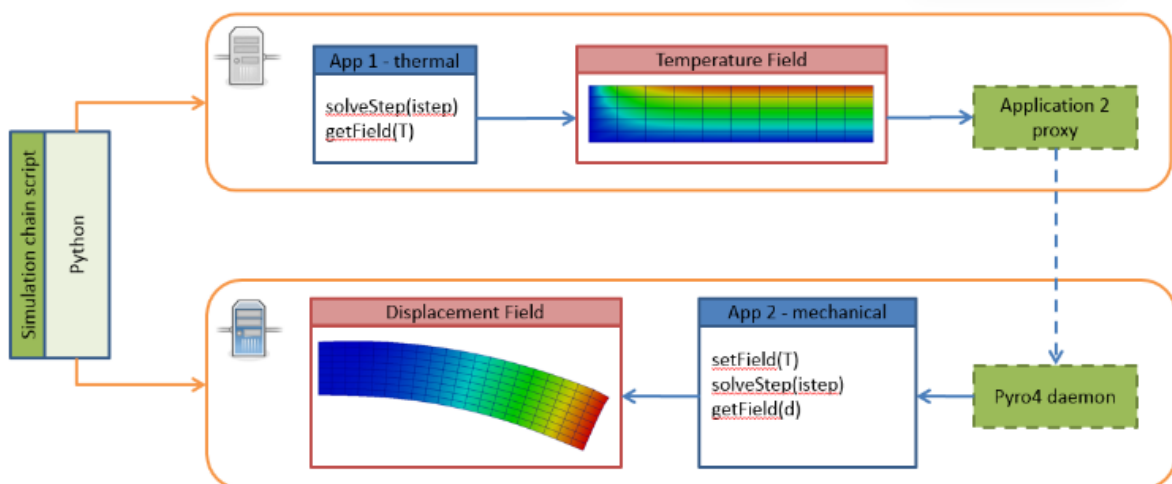 Simulation chain script
Python
App 1 - thermal
solveStep(istep)
getField(T)
Temperature Field
Application 2
proxy
Displacement Field
App 2 - mechanical
setField(T)
solveStep(istep)
getField(d)
Pyro4 daemon